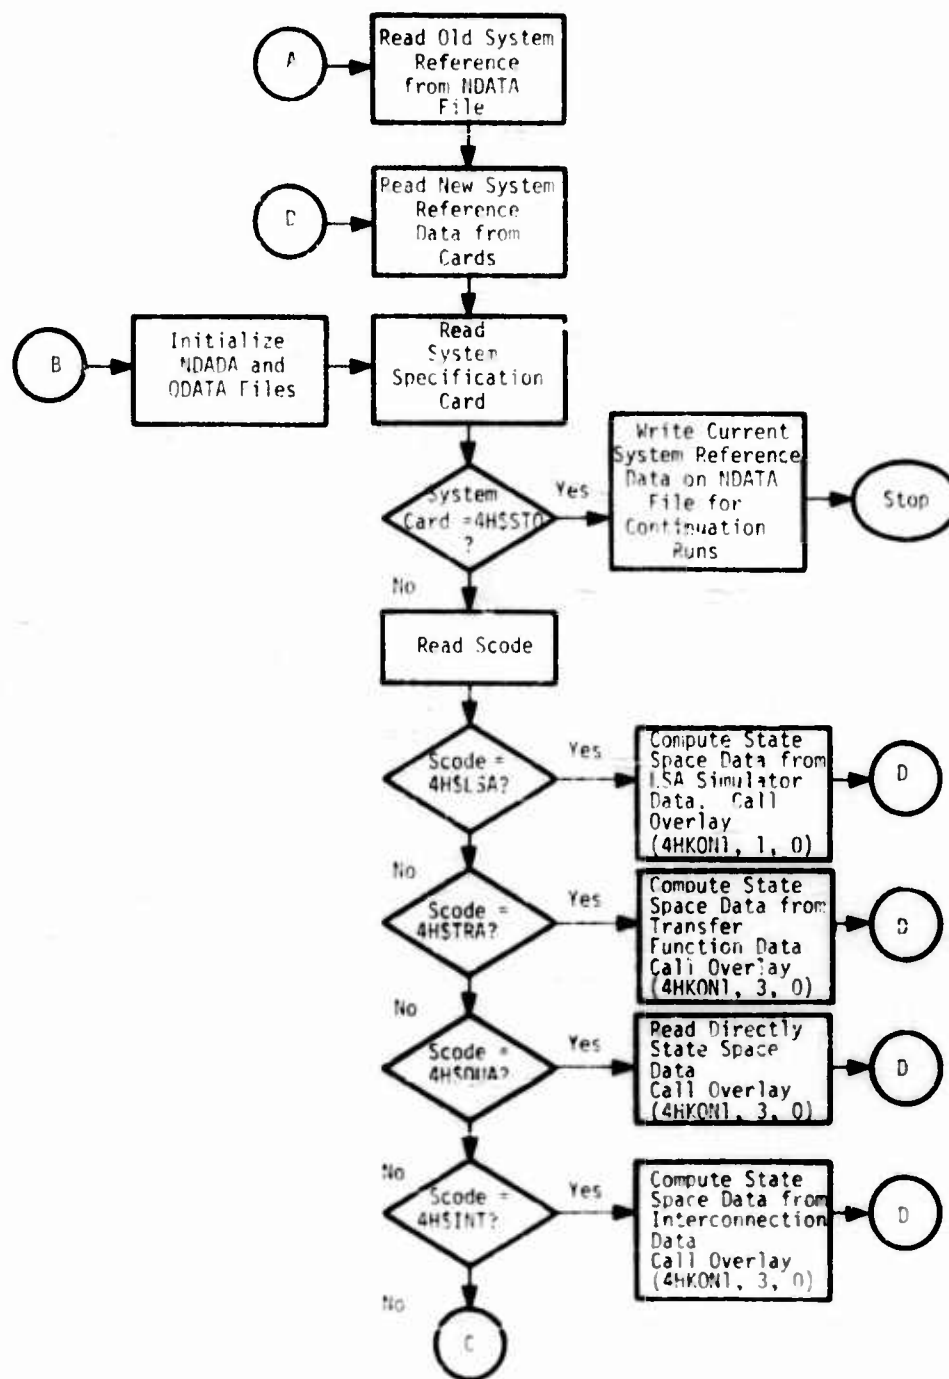 A
Read Old System
Reference
from NDATA
File
D
Read New System
Reference
Data from
Cards
B
Initialize
NDADA and
QDATA Files
Read
System
Specification
Card
System
Card =4H$STO
?
Yes
Write Current
System Reference
Data on NDATA
File for
Continuation
Runs
Stop
No
Read Scode
Scode =
4H$LSA?
Yes
Compute State
Space Data from
LSA Simulator
Data. Call
Overlay
(4HKON1, 1, 0)
D
No
Scode =
4H$TRA?
Yes
Compute State
Space Data from
Transfer
Function Data
Call Overlay
(4HKON1, 3, 0)
D
No
Scode =
Yes
Read Directly
State Space
Data
Call Overlay
(4HKON1, 3, 0)
D
No
Scode =
4H$INT?
Yes
Compute State
Space Data from
Interconnection
Data
Call Overlay
(4HKON1, 3, 0)
D
No
C